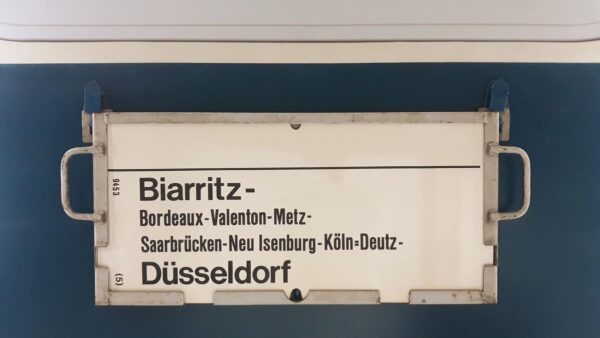 Biarritz-
Bordeaux-Valenton-Metz-
Saarbrücken-Neu Isenburg-Köln=Deutz-
Düsseldorf
9453
(5)